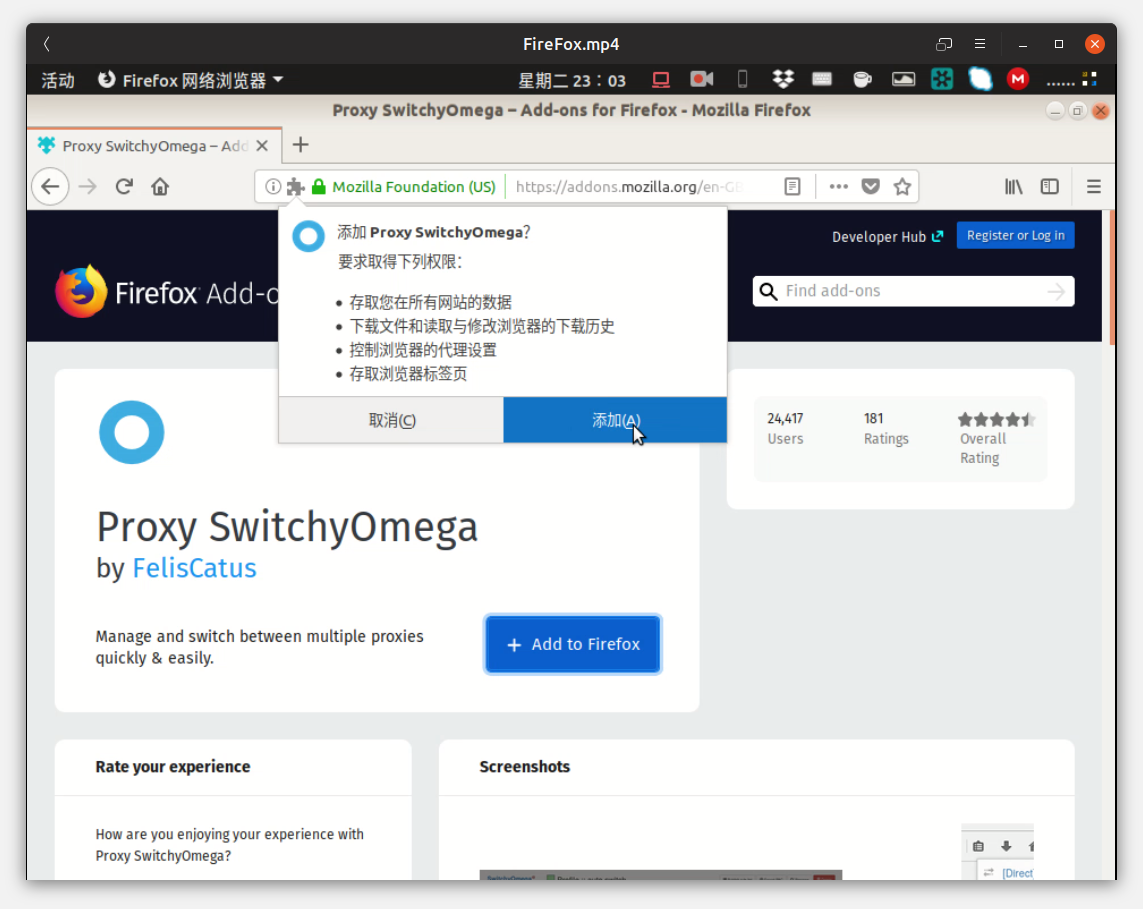 FireFox.mp4
活动 Firefox 网络浏览器 星期二 23：03 M ......
Proxy SwitchyOmega – Add-ons for Firefox - Mozilla Firefox
Proxy SwitchyOmega – Add
Mozilla Foundation (US) https://addons.mozilla.org/en-GB
添加 Proxy SwitchyOmega？
要求取得下列权限：
Developer Hub Register or Log in
Firefox Add-o
Find add-ons
• 存取您在所有网站的数据
• 下载文件和读取与修改浏览器的下载历史
• 控制浏览器的代理设置
• 存取浏览器标签页
取消(C) 添加(A)
24,417 181
Users Ratings Overall Rating
Proxy SwitchyOmega
by FelisCatus
Manage and switch between multiple proxies
quickly & easily.
+ Add to Firefox
Rate your experience Screenshots
How are you enjoying your experience with
Proxy SwitchyOmega?
[Direct